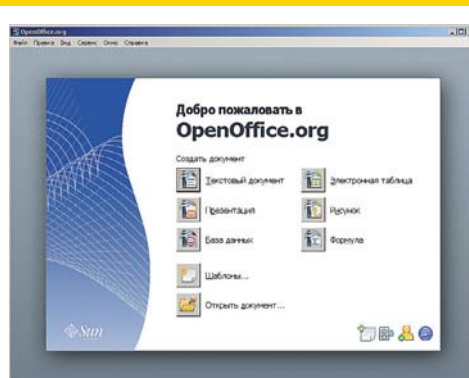 OpenOffice.org
Файл Правка Вид Сервис Окно Справка
Добро пожаловать в
OpenOffice.org
Создать документ
Текстовый документ Электронная таблица
Презентация Рисунок
База данных Формула
Шаблоны...
Открыть документ...
Sun